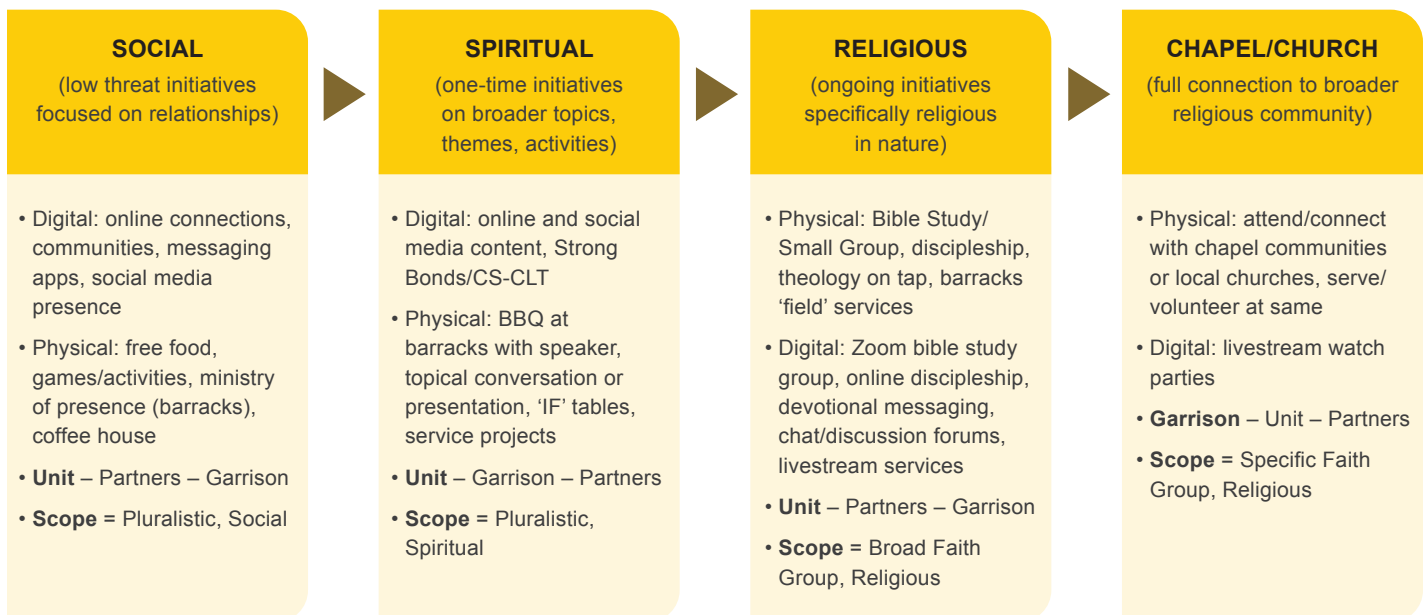 SOCIAL
(low threat initiatives
focused on relationships)
• Digital: online connections,
communities, messaging
apps, social media
presence
• Physical: free food,
games/activities, ministry
of presence (barracks),
coffee house
• Unit – Partners – Garrison
• Scope = Pluralistic, Social
SPIRITUAL
(one-time initiatives
on broader topics,
themes, activities)
• Digital: online and social
media content, Strong
Bonds/CS-CLT
• Physical: BBQ at
barracks with speaker,
topical conversation or
presentation, ‘IF’ tables,
service projects
• Unit – Garrison – Partners
• Scope = Pluralistic,
Spiritual
RELIGIOUS
(ongoing initiatives
specifically religious
in nature)
• Physical: Bible Study/
Small Group, discipleship,
theology on tap, barracks
‘field’ services
• Digital: Zoom bible study
group, online discipleship,
devotional messaging,
chat/discussion forums,
livestream services
• Unit – Partners – Garrison
• Scope = Broad Faith
Group, Religious
CHAPEL/CHURCH
(full connection to broader
religious community)
• Physical: attend/connect
with chapel communities
or local churches, serve/
volunteer at same
• Digital: livestream watch
parties
• Garrison – Unit – Partners
• Scope = Specific Faith
Group, Religious